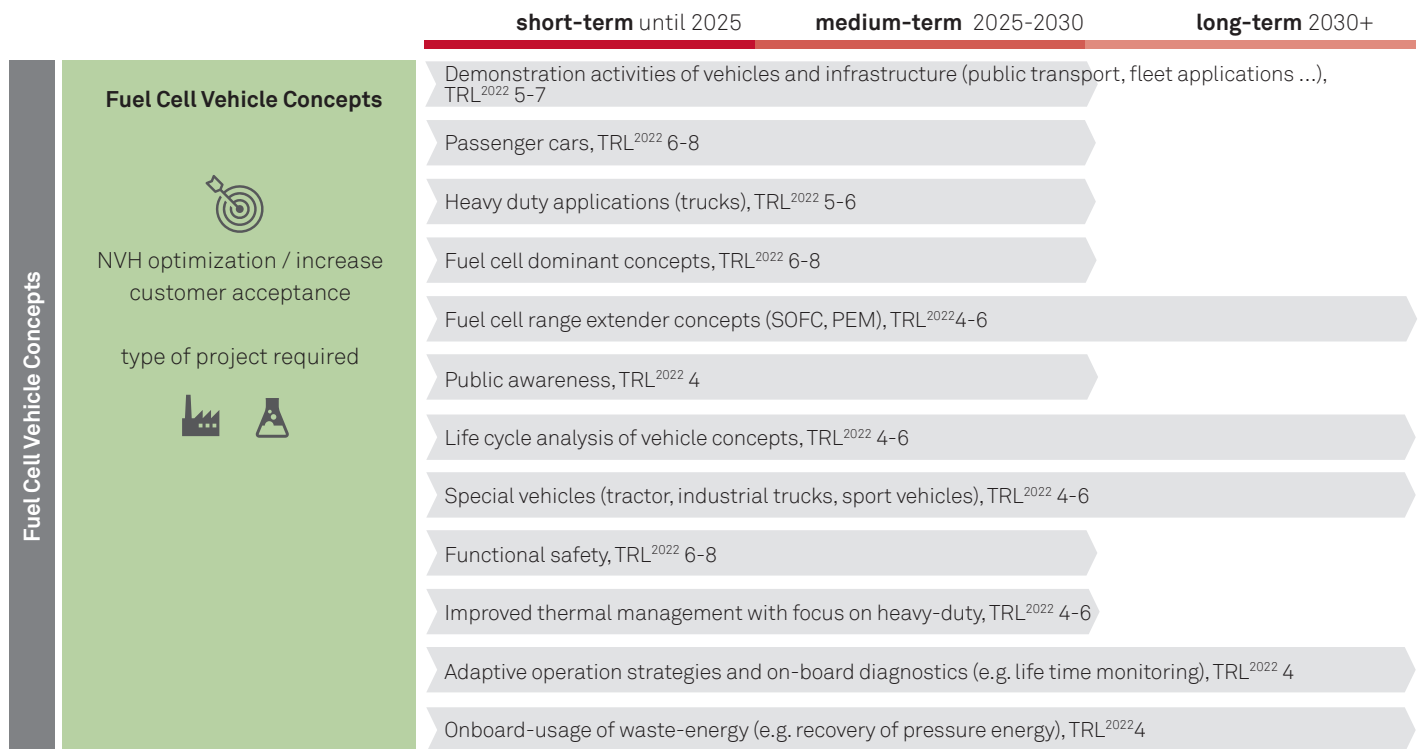 short-term until 2025 medium-term 2025-2030 long-term 2030+
Fuel Cell Vehicle Concepts
Fuel Cell Vehicle Concepts
NVH optimization / increase
customer acceptance
type of project required
Demonstration activities of vehicles and infrastructure (public transport, fleet applications ...),
TRL²⁰²² 5-7
Passenger cars, TRL²⁰²² 6-8
Heavy duty applications (trucks), TRL²⁰²² 5-6
Fuel cell dominant concepts, TRL²⁰²² 6-8
Fuel cell range extender concepts (SOFC, PEM), TRL²⁰²²4-6
Public awareness, TRL²⁰²² 4
Life cycle analysis of vehicle concepts, TRL²⁰²² 4-6
Special vehicles (tractor, industrial trucks, sport vehicles), TRL²⁰²² 4-6
Functional safety, TRL²⁰²² 6-8
Improved thermal management with focus on heavy-duty, TRL²⁰²² 4-6
Adaptive operation strategies and on-board diagnostics (e.g. life time monitoring), TRL²⁰²² 4
Onboard-usage of waste-energy (e.g. recovery of pressure energy), TRL²⁰²²4